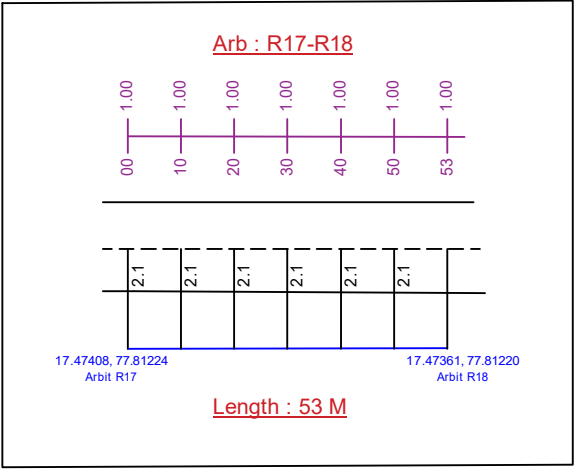 Arb : R17-R18
1.00 1.00 1.00 1.00 1.00 1.00 1.00
00 10 20 30 40 50 53
2.1 2.1 2.1 2.1 2.1 2.1
17.47408, 77.81224 17.47361, 77.81220
Arbit R17 Arbit R18
Length : 53 M